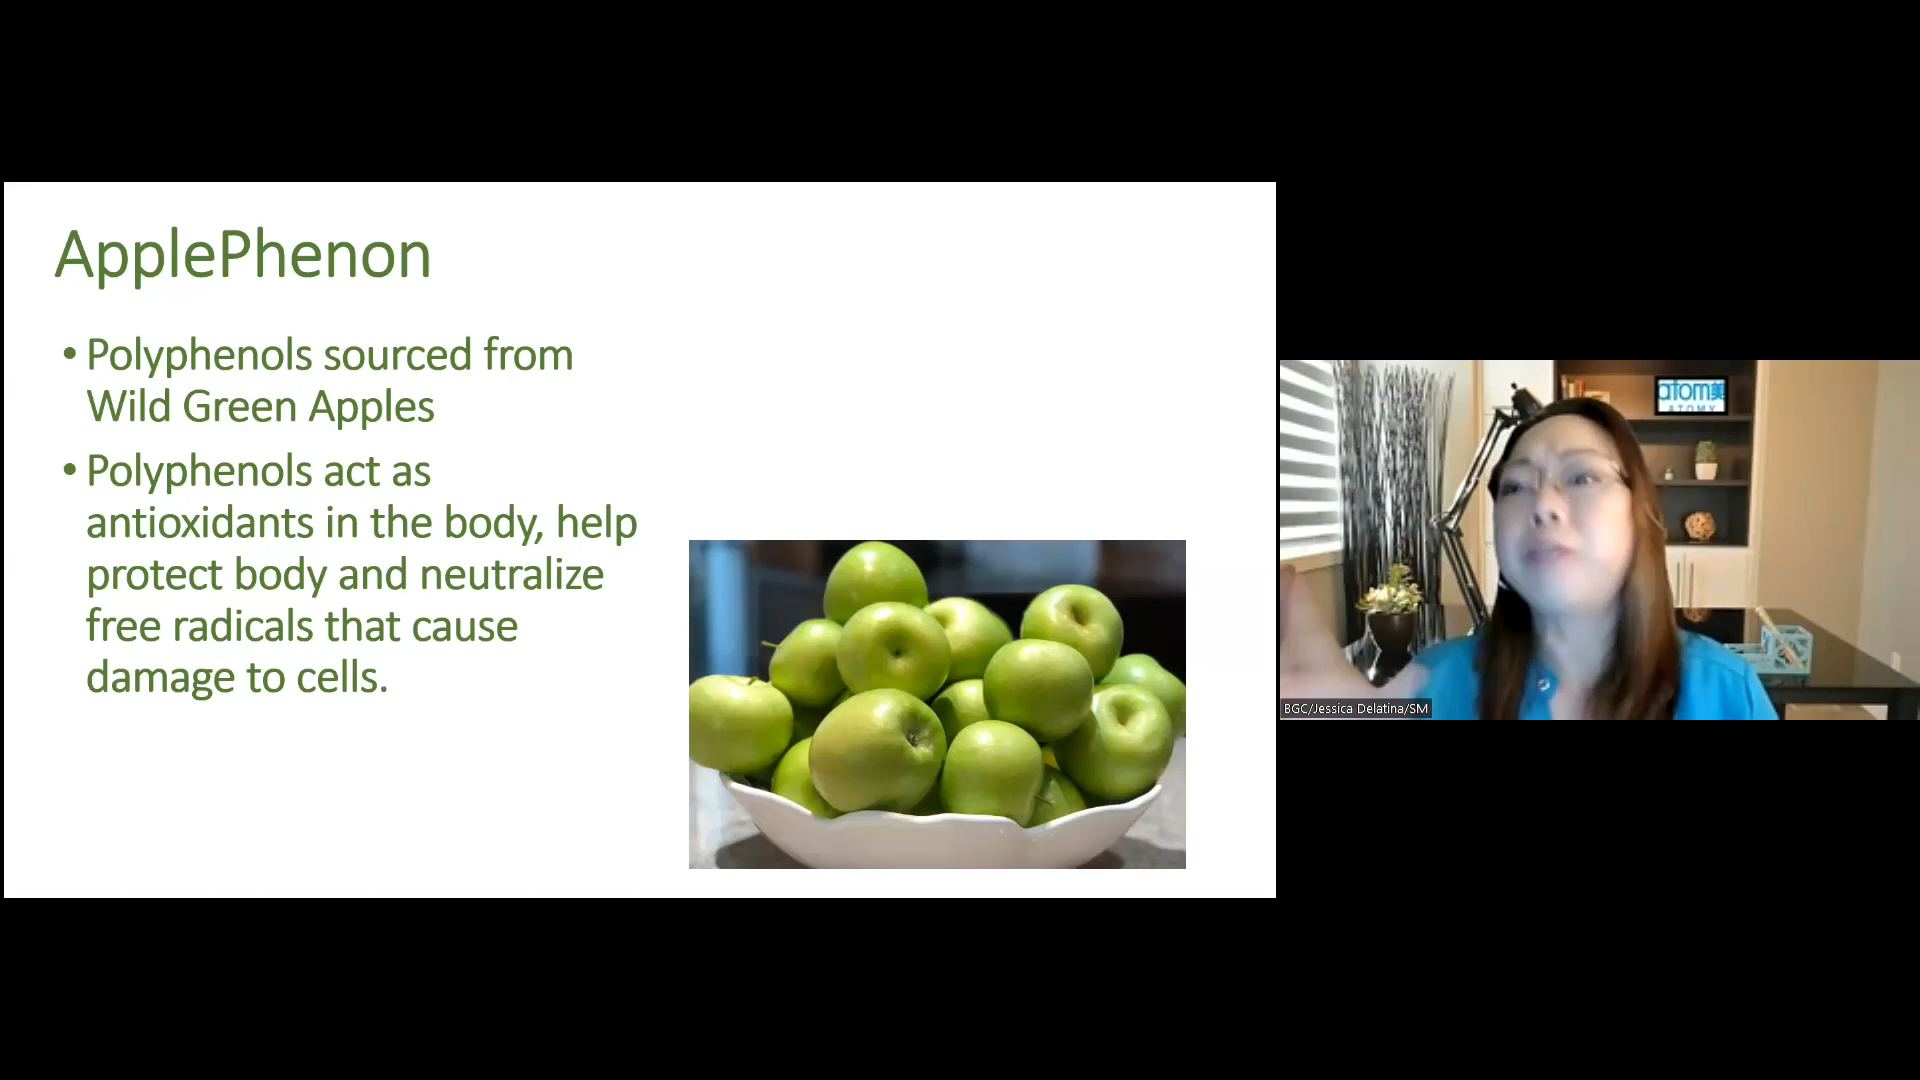 ApplePhenon
• Polyphenols sourced from
Wild Green Apples
• Polyphenols act as
antioxidants in the body, help
protect body and neutralize
free radicals that cause
damage to cells.
atom美
ATOMY
BGC/Jessica Delatina/SM